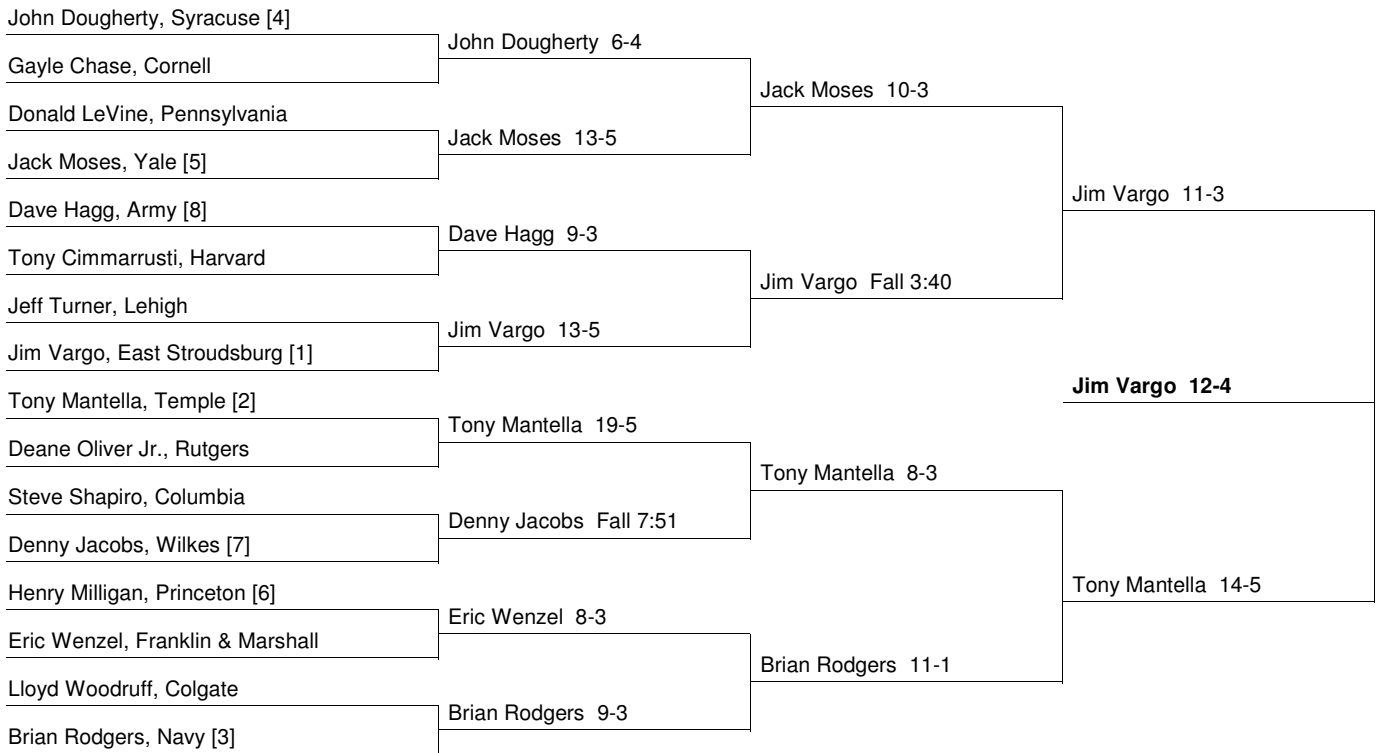 John Dougherty, Syracuse [4]
John Dougherty 6-4
Gayle Chase, Cornell
Jack Moses 10-3
Donald LeVine, Pennsylvania
Jack Moses 13-5
Jack Moses, Yale [5]
Jim Vargo 11-3
Dave Hagg, Army [8]
Dave Hagg 9-3
Tony Cimmarrusti, Harvard
Jim Vargo Fall 3:40
Jeff Turner, Lehigh
Jim Vargo 13-5
Jim Vargo, East Stroudsburg [1]
Jim Vargo 12-4
Tony Mantella, Temple [2]
Tony Mantella 19-5
Deane Oliver Jr., Rutgers
Tony Mantella 8-3
Steve Shapiro, Columbia
Denny Jacobs Fall 7:51
Denny Jacobs, Wilkes [7]
Tony Mantella 14-5
Henry Milligan, Princeton [6]
Eric Wenzel 8-3
Eric Wenzel, Franklin & Marshall
Brian Rodgers 11-1
Lloyd Woodruff, Colgate
Brian Rodgers 9-3
Brian Rodgers, Navy [3]